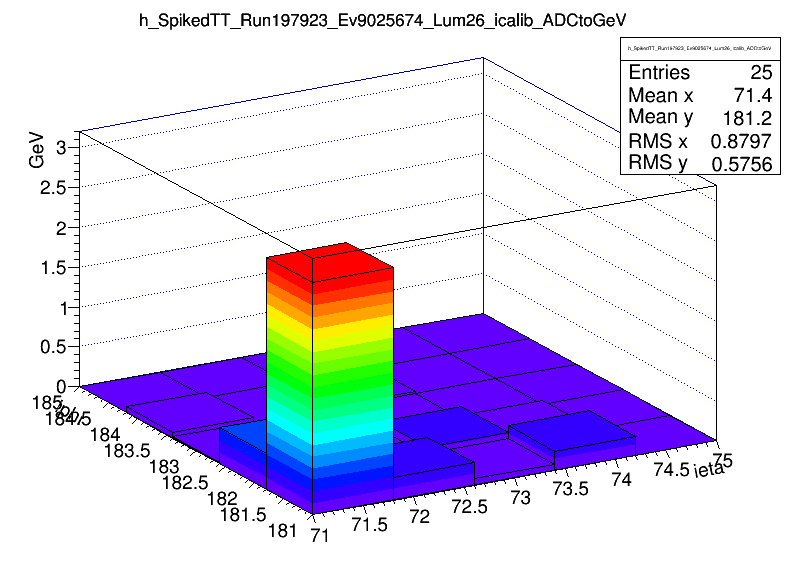 h_SpikedTT_Run197923_Ev9025674_Lum26_icalib_ADCtoGeV
h_SpikedTT_Run197923_Ev9025674_Lum26_icalib_ADCtoGeV
Entries 25
Mean x 71.4
Mean y 181.2
RMS x 0.8797
RMS y 0.5756
GeV
3
2.5
2
1.5
1
0.5
0
185
184.5
184
183.5
183
182.5
182
181.5
181
71
71.5
72
72.5
73
73.5
74
74.5
75
ieta